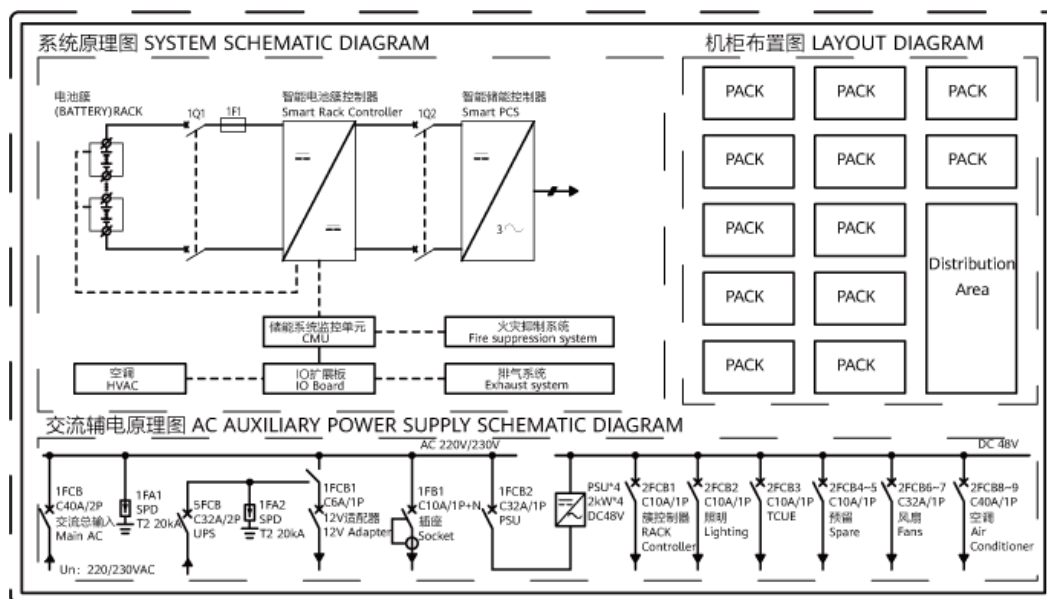 系统原理图 SYSTEM SCHEMATIC DIAGRAM
电池簇
(BATTERY)RACK
1Q1
1F1
智能电池簇控制器
Smart Rack Controller
1Q2
智能储能控制器
Smart PCS
3
储能系统监控单元
CMU
火灾抑制系统
Fire suppression system
空调
HVAC
IO扩展板
IO Board
排气系统
Exhaust system
机柜布置图 LAYOUT DIAGRAM
PACK PACK PACK
PACK PACK PACK
PACK PACK
PACK PACK
PACK PACK
Distribution
Area
交流辅电原理图 AC AUXILIARY POWER SUPPLY SCHEMATIC DIAGRAM
AC 220V/230V
DC 48V
1FCB
C40A/2P
交流总输入
Main AC
Un: 220/230VAC
1FA1
SPD
T2 20kA
5FCB
C32A/2P
UPS
1FA2
SPD
T2 20kA
1FCB1
C6A/1P
12V适配器
12V Adapter
1FB1
C10A/1P+N
插座
Socket
1FCB2
C32A/1P
PSU
PSU*4
2kW*4
DC48V
2FCB1
C10A/1P
簇控制器
RACK
Controller
2FCB2
C10A/1P
照明
Lighting
2FCB3
C10A/1P
TCUE
2FCB4~5
C10A/1P
预留
Spare
2FCB6~7
C32A/1P
风扇
Fans
2FCB8~9
C40A/1P
空调
Air
Conditioner